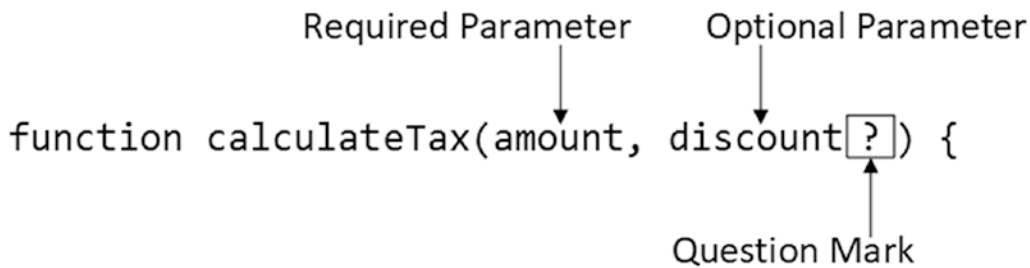 Required Parameter Optional Parameter
function calculateTax(amount, discount?) {
Question Mark